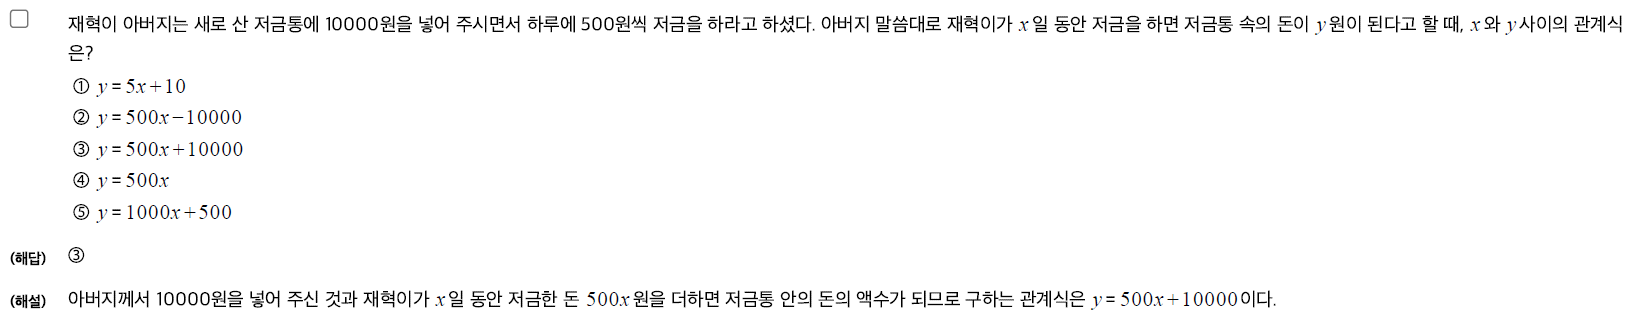 재혁이 아버지는 새로 산 저금통에 10000원을 넣어 주시면서 하루에 500원씩 저금을 하라고 하셨다. 아버지 말씀대로 재혁이가 x일 동안 저금을 하면 저금통 속의 돈이 y원이 된다고 할 때, x와 y사이의 관계식
은?
① y = 5x + 10
② y = 500x − 10000
③ y = 500x + 10000
④ y = 500x
⑤ y = 1000x + 500
(해답) ③
(해설) 아버지께서 10000원을 넣어 주신 것과 재혁이가 x일 동안 저금한 돈 500x원을 더하면 저금통 안의 돈의 액수가 되므로 구하는 관계식은 y = 500x + 10000이다.